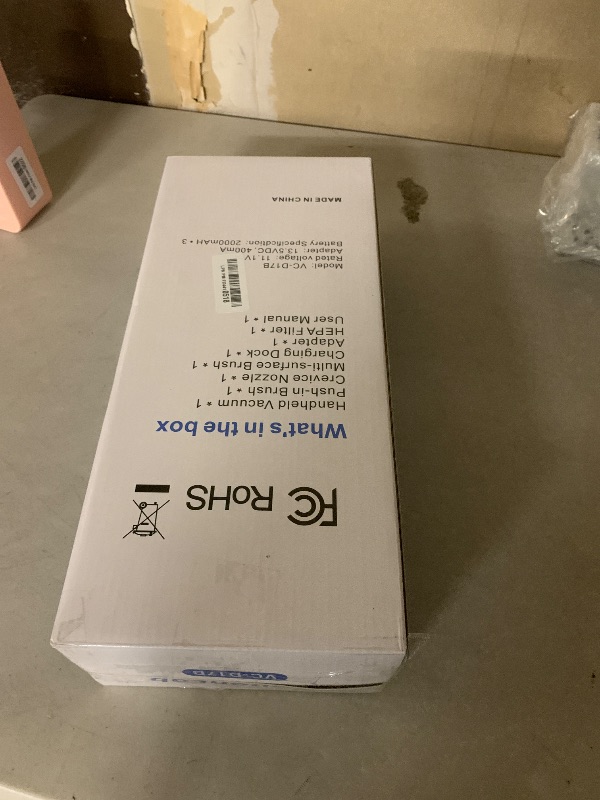 FC RoHS
What's in the box
Handheld Vacuum * 1
Push-in Brush * 1
Crevice Nozzle * 1
Multi-surface Brush * 1
Charging Dock * 1
Adapter * 1
HEPA Filter * 1
User Manual * 1
Model: VC-D17B
Rated voltage: 11.1V
Adapter: 13.5VDC, 400mA
Battery Specifcdtion: 2000mAH * 3
MADE IN CHINA
VC-D17B